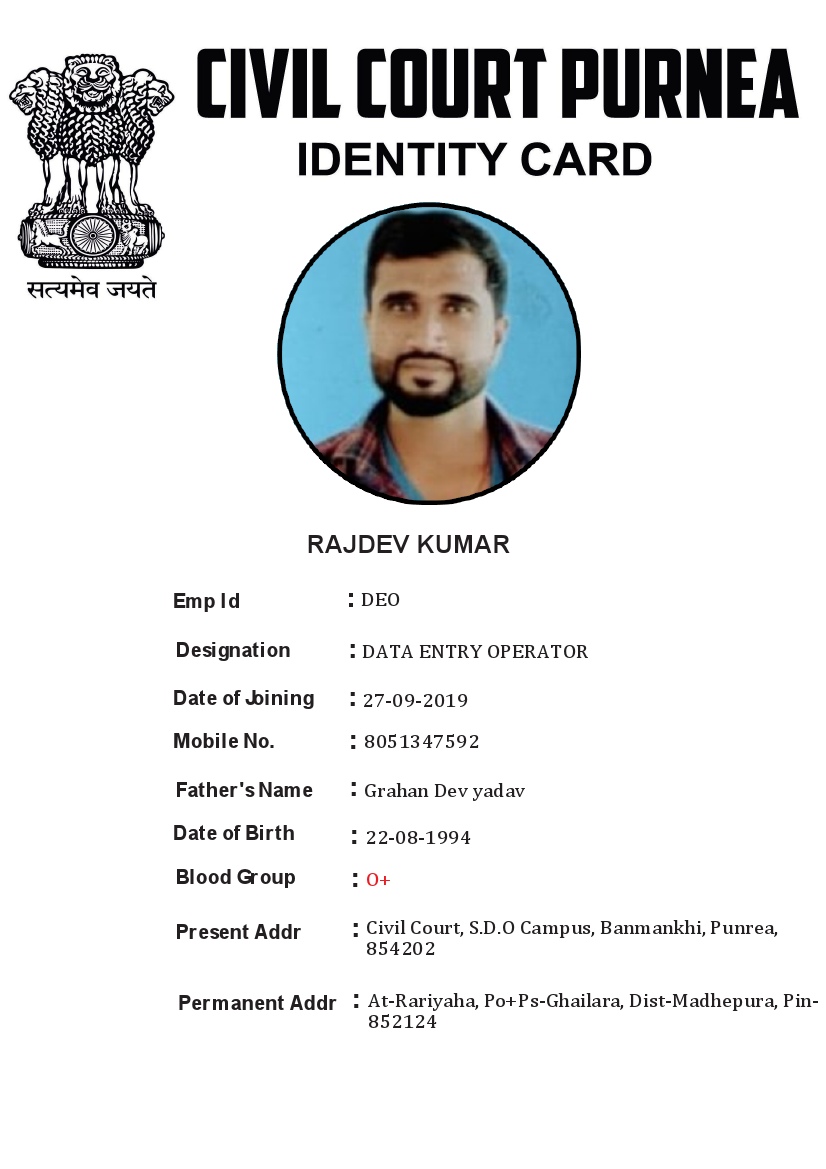 CIVIL COURT PURNEA
IDENTITY CARD
सत्यमेव जयते
RAJDEV KUMAR
Emp Id : DEO
Designation : DATA ENTRY OPERATOR
Date of Joining : 27-09-2019
Mobile No. : 8051347592
Father's Name : Grahan Dev yadav
Date of Birth : 22-08-1994
Blood Group : O+
Present Addr : Civil Court, S.D.O Campus, Banmankhi, Punrea,
854202
Permanent Addr : At-Rariyaha, Po+Ps-Ghailara, Dist-Madhepura, Pin-
852124